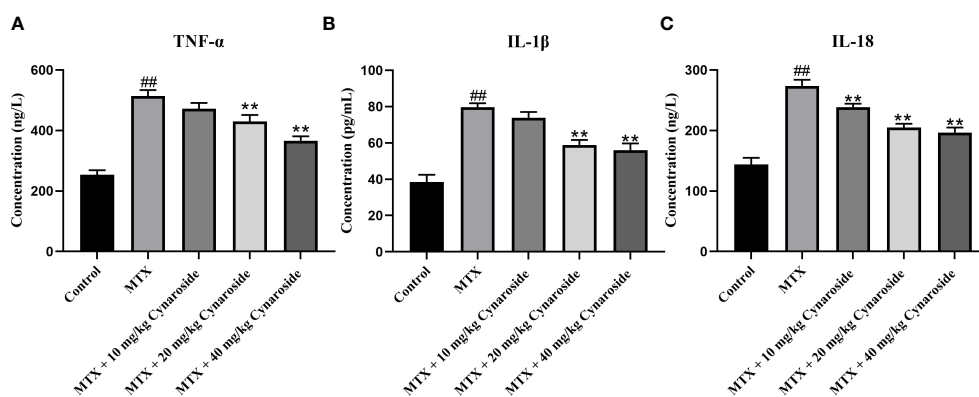 A
TNF-α
Concentration (ng/L)
600
400
200
0
##
**
**
Control
MTX
MTX + 10 mg/kg Cynaroside
MTX + 20 mg/kg Cynaroside
MTX + 40 mg/kg Cynaroside
B
IL-1β
Concentration (pg/mL)
100
80
60
40
20
0
##
**
**
Control
MTX
MTX + 10 mg/kg Cynaroside
MTX + 20 mg/kg Cynaroside
MTX + 40 mg/kg Cynaroside
C
IL-18
Concentration (ng/L)
300
200
100
0
##
**
**
**
Control
MTX
MTX + 10 mg/kg Cynaroside
MTX + 20 mg/kg Cynaroside
MTX + 40 mg/kg Cynaroside